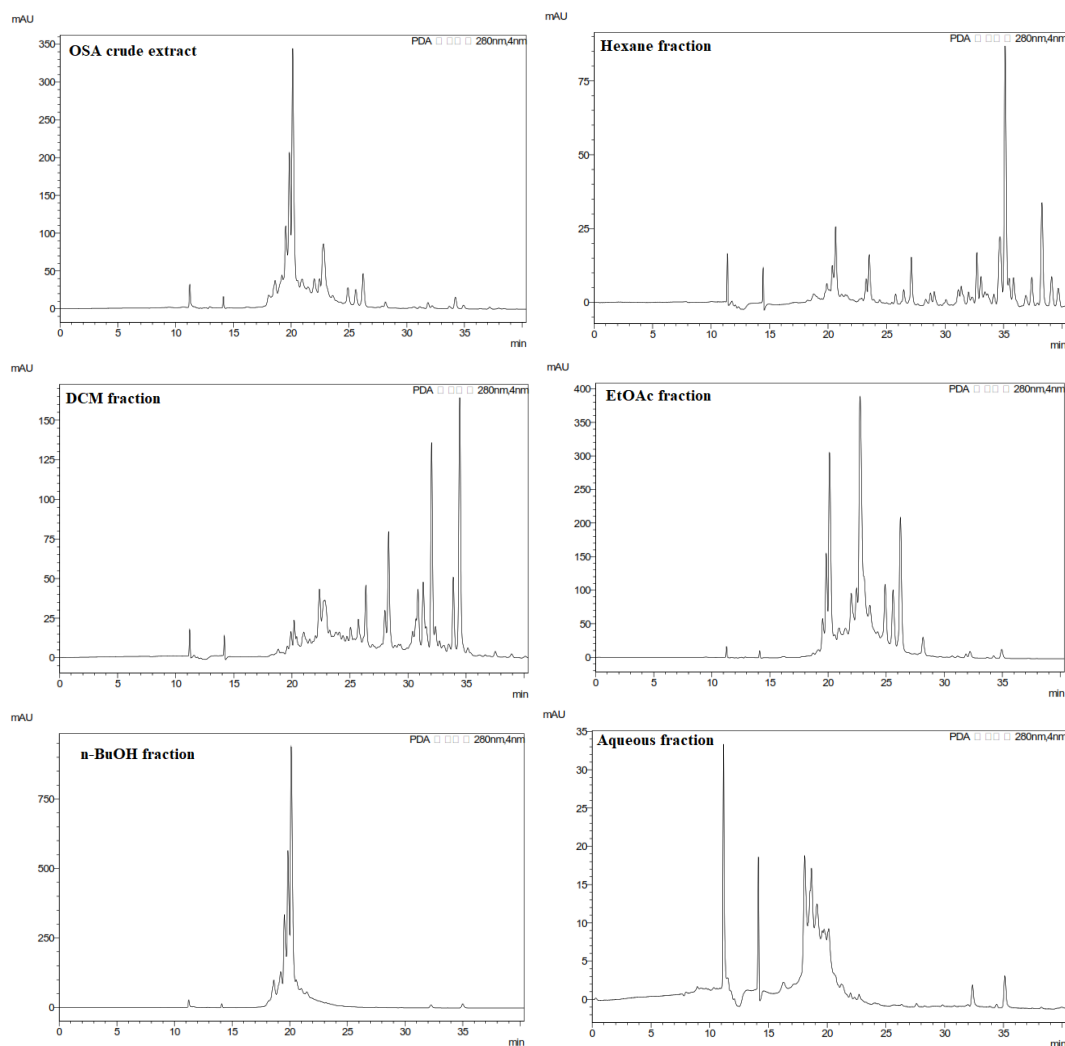 mAU
OSA crude extract
PDA □ □ □ □ 280nm,4nm
350
300
250
200
150
100
50
0
0 5 10 15 20 25 30 35
min
mAU
Hexane fraction
PDA □ □ □ □ 280nm,4nm
75
50
25
0
0 5 10 15 20 25 30 35
min
mAU
DCM fraction
PDA □ □ □ □ 280nm,4nm
150
125
100
75
50
25
0
0 5 10 15 20 25 30 35
min
mAU
EtOAc fraction
PDA □ □ □ □ 280nm,4nm
400
350
300
250
200
150
100
50
0
0 5 10 15 20 25 30 35
min
mAU
n-BuOH fraction
PDA □ □ □ □ 280nm,4nm
750
500
250
0
0 5 10 15 20 25 30 35
min
mAU
Aqueous fraction
PDA □ □ □ □ 280nm,4nm
35
30
25
20
15
10
5
0
0 5 10 15 20 25 30 35
min